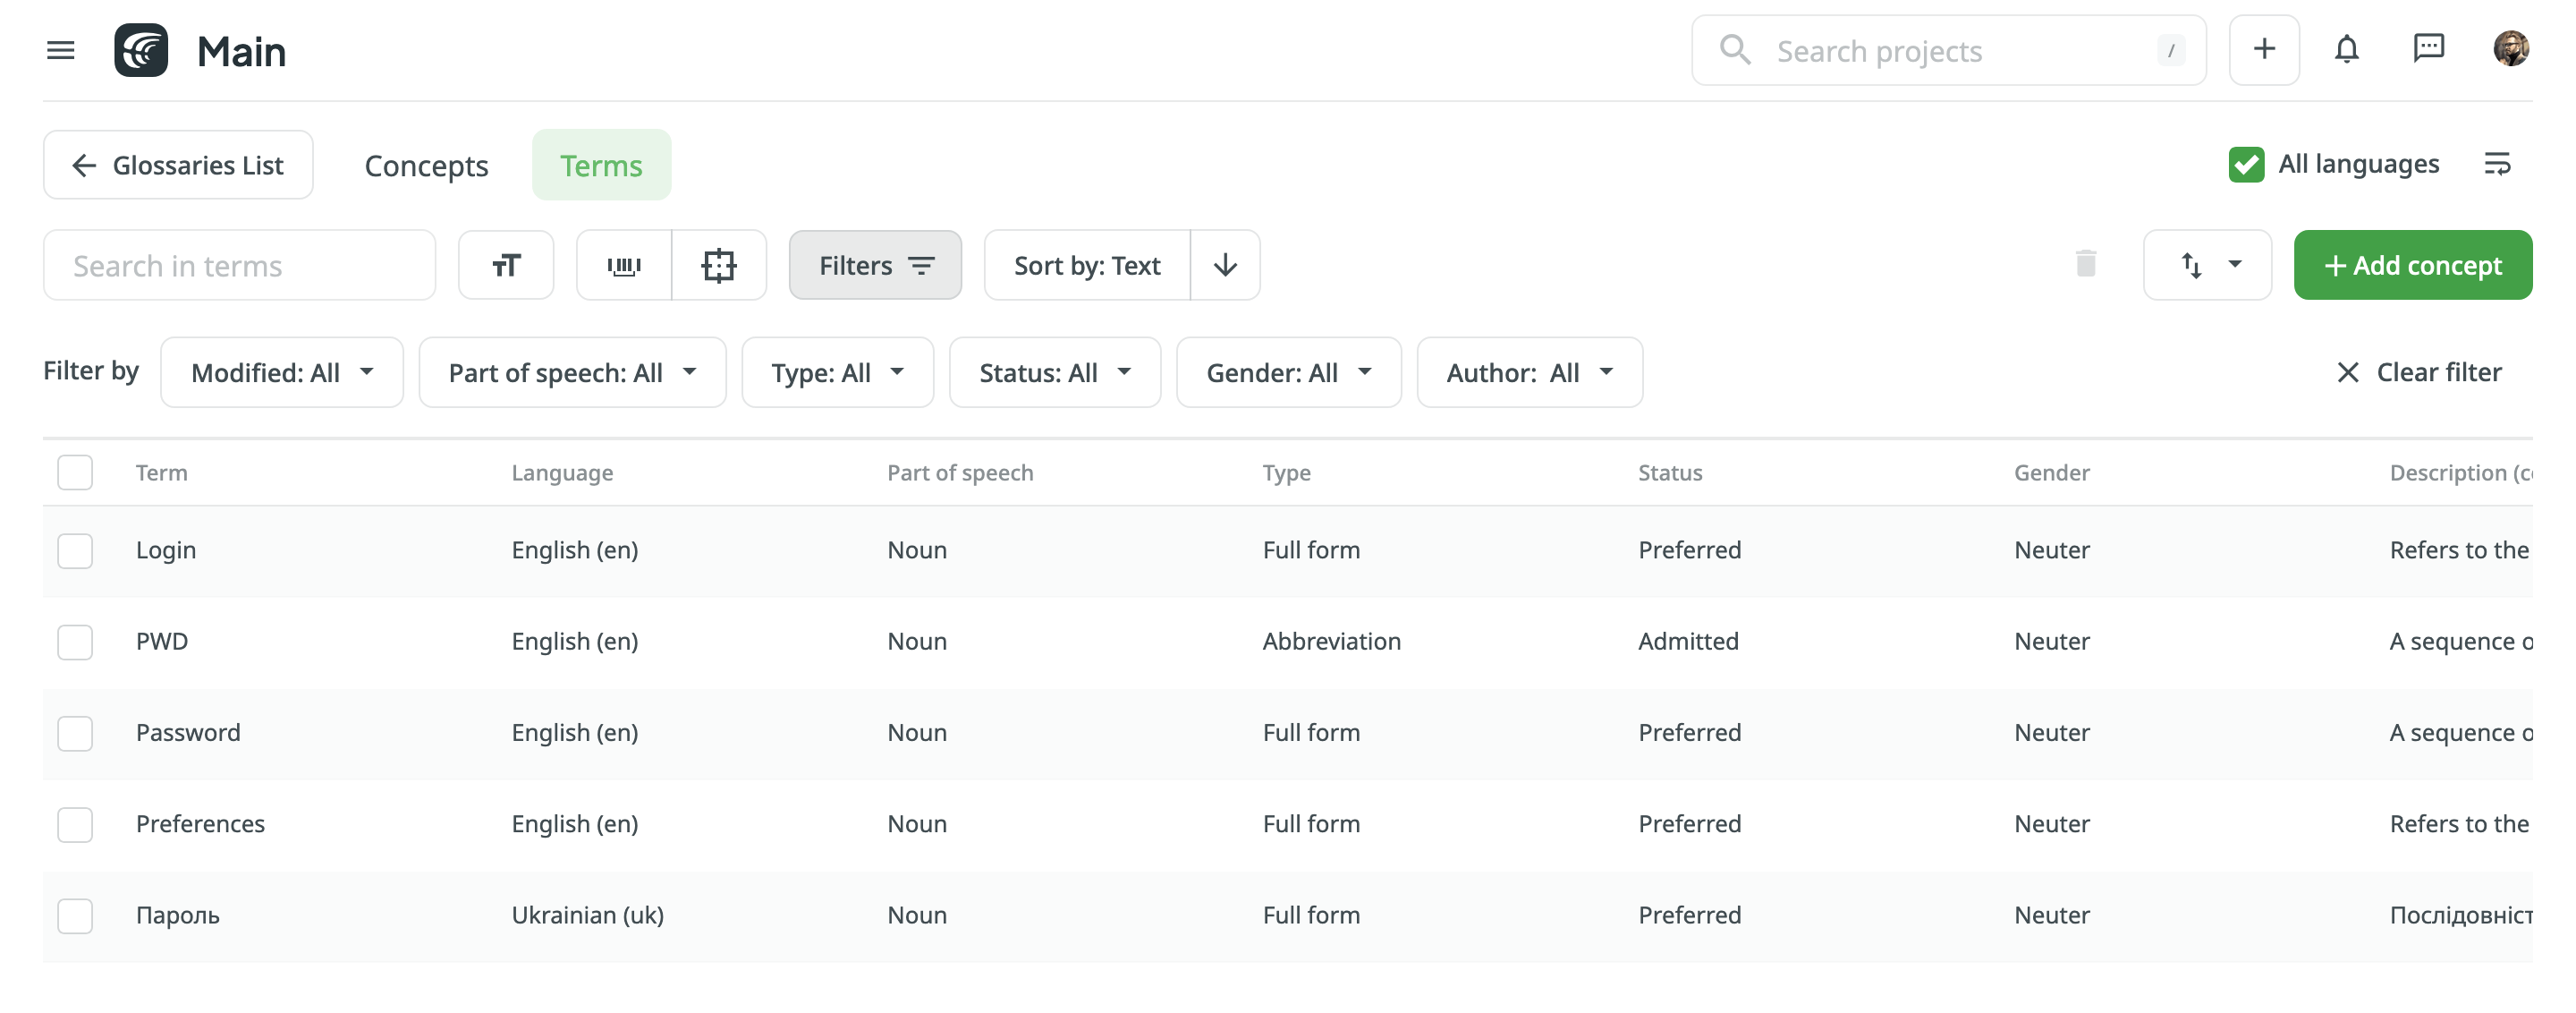 Main
Search projects /
Glossaries List Concepts Terms All languages
Search in terms Filters Sort by: Text + Add concept
Filter by Modified: All Part of speech: All Type: All Status: All Gender: All Author: All Clear filter
Term Language Part of speech Type Status Gender Description
Login English (en) Noun Full form Preferred Neuter Refers to the
PWD English (en) Noun Abbreviation Admitted Neuter A sequence
Password English (en) Noun Full form Preferred Neuter A sequence
Preferences English (en) Noun Full form Preferred Neuter Refers to the
Пароль Ukrainian (uk) Noun Full form Preferred Neuter